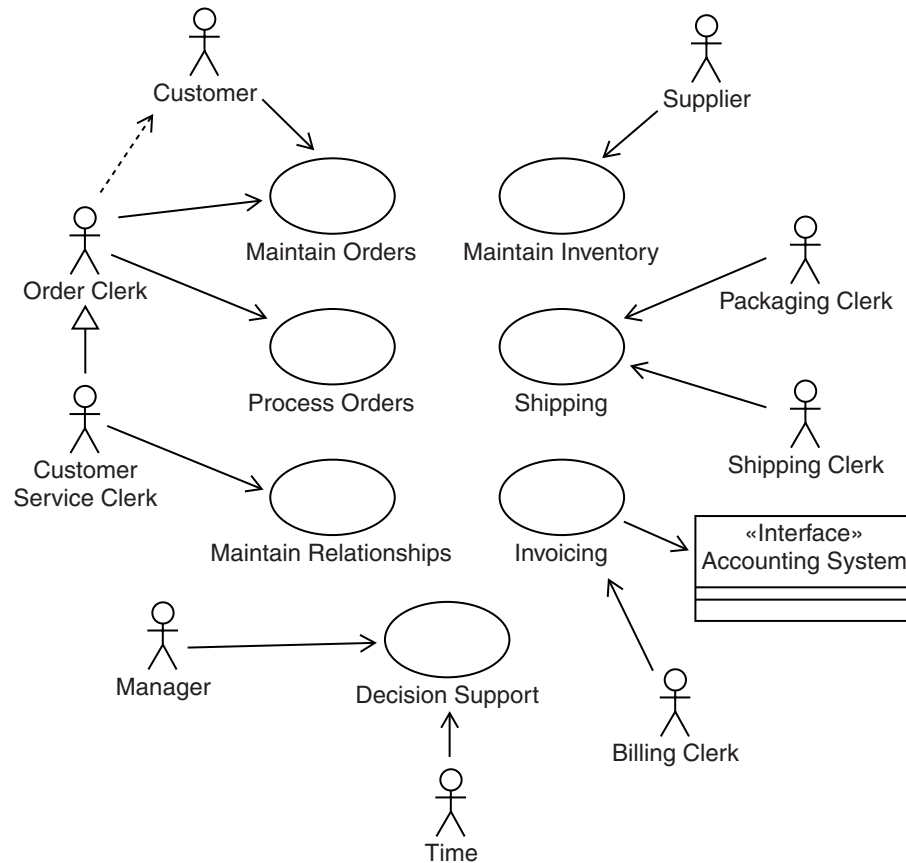 Customer
Supplier
Maintain Orders
Maintain Inventory
Order Clerk
Packaging Clerk
Process Orders
Shipping
Customer
Service Clerk
Shipping Clerk
Maintain Relationships
Invoicing
«Interface»
Accounting System
Manager
Decision Support
Billing Clerk
Time